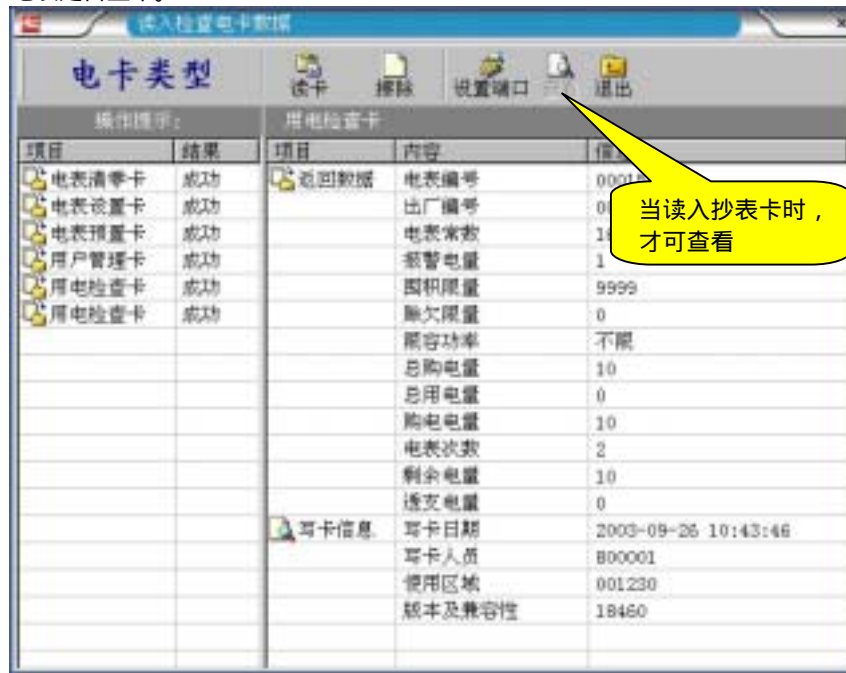 读入检查电卡数据
电卡类型
读卡 擦除 设置端口 退出
操作提示: 用电检查卡
项目 结果 项目 内容
电表清零卡 成功 返回数据 电表编号
电表设置卡 成功 出厂编号
电表预置卡 成功 电表常数
用户管理卡 成功 报警电量 1
用电检查卡 成功 囤积限量 9999
用电检查卡 成功 赊欠限量 0
限容功率 不限
总购电量 10
总用电量 0
购电电量 10
电表次数 2
剩余电量 10
透支电量 0
写卡信息 写卡日期 2003-09-26 10:43:46
写卡人员 B00001
使用区域 001230
版本及兼容性 18460
当读入抄表卡时，
才可查看